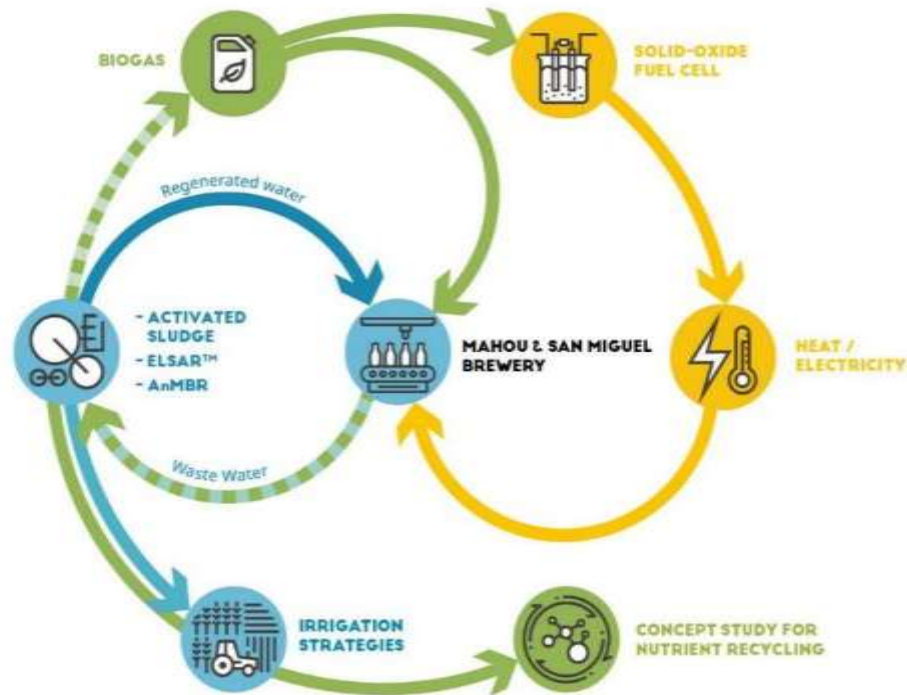 BIOGAS
SOLID-OXIDE
FUEL CELL
Regenerated water
- ACTIVATED
SLUDGE
- ELSAR™
- AnMBR
MAHOU & SAN MIGUEL
BREWERY
HEAT /
ELECTRICITY
Waste Water
IRRIGATION
STRATEGIES
CONCEPT STUDY FOR
NUTRIENT RECYCLING